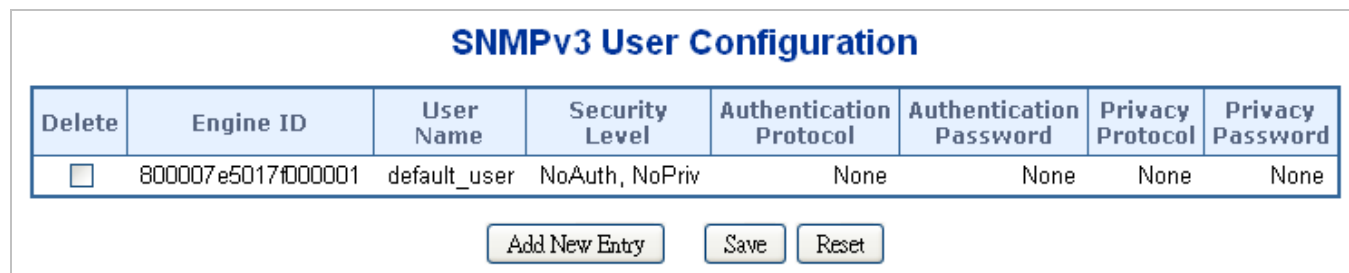 SNMPv3 User Configuration
Delete Engine ID User Name Security Level Authentication Protocol Authentication Password Privacy Protocol Privacy Password
800007e5017f000001 default_user NoAuth, NoPriv None None None None
Add New Entry Save Reset